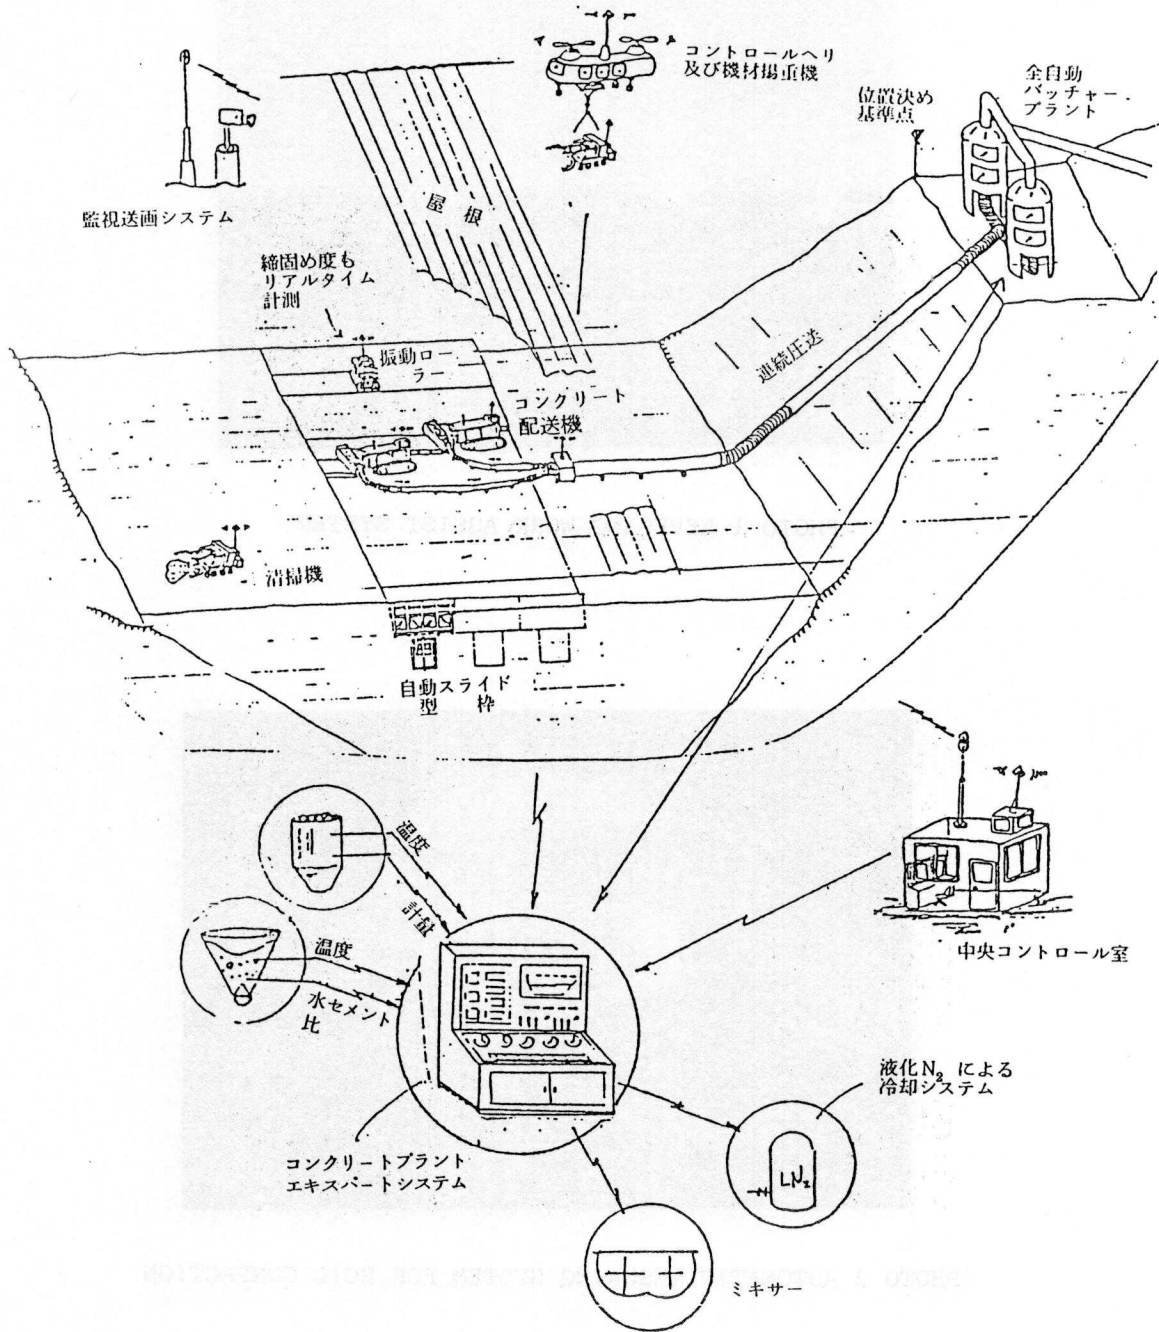 コントロールヘリ
及び機材揚重機
全自動
バッチャー
プラント
位置決め
基準点
監視送画システム
屋根
締固め度も
リアルタイム
計測
振動ロー
ラー
コンクリート
配送機
連続圧送
清掃機
自動スライド
型枠
温度
計量
温度
水セメント
比
中央コントロール室
液化N₂による
冷却システム
LN₂
コンクリートプラント
エキスパートシステム
ミキサー